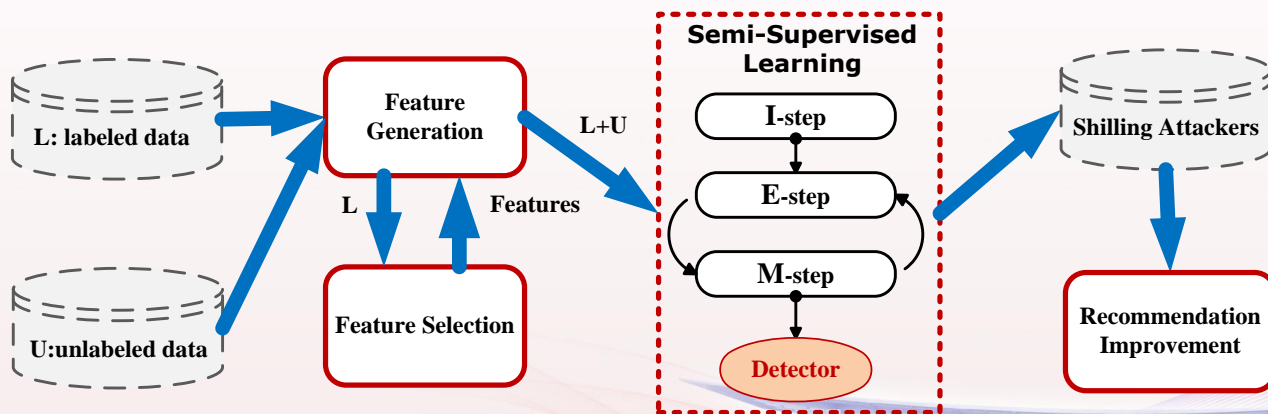 L: labeled data
U:unlabeled data
Feature
Generation
L
Features
Feature Selection
L+U
Semi-Supervised
Learning
I-step
E-step
M-step
Detector
Shilling Attackers
Recommendation
Improvement